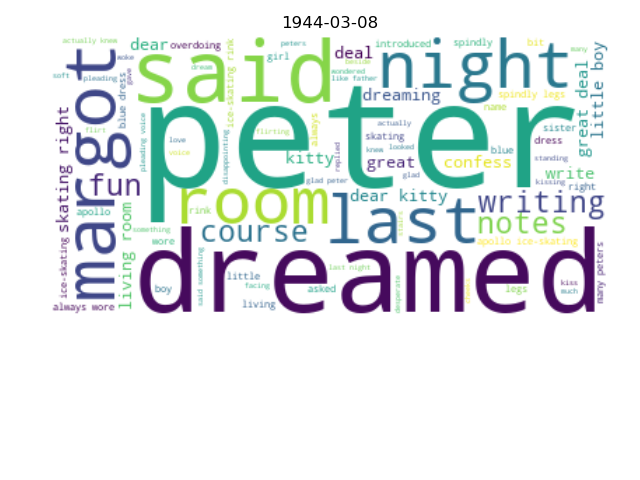 1944-03-08
actually knew
dear
overdoing
peters
introduced
spindly
bit
many
woke
dream
girl
deal
soft
pleading
gave
said
night
beside
wondered
like father
spindly legs
great deal
little boy
blue dress
ice-skating rink
dreaming
name
margot
peter
flirt
love
voice
pleading voice
disappointing
flirting
always
replied
actually
skating
knew
looked
blue
sister
dress
standing
kissing
kitty
great
confess
glad
glad peter
write
right
skating right
fun
apollo
room
dear kitty
last
writing
notes
rink
something
wore
course
stairs
apollo ice-skating
living room
ice-skating
always wore
dreamed
said something
boy
little
facing
living
last night
asked
desperate
cheeks
legs
kiss
much
many peters